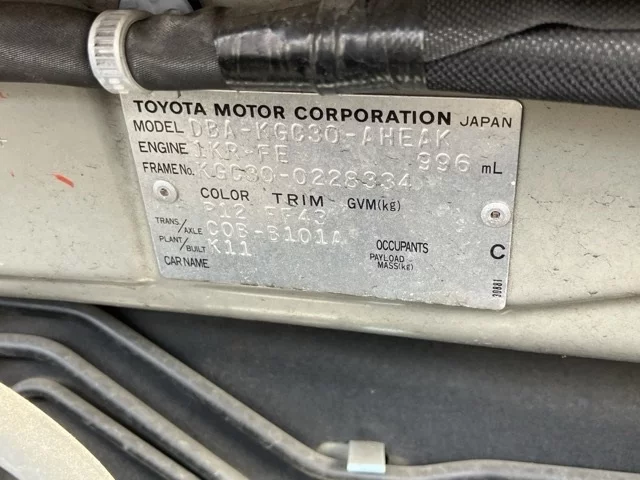 TOYOTA MOTOR CORPORATION JAPAN
MODEL DBA-KGC30-AHEAK
ENGINE 1KR-FE 996 mL
FRAME No. KGC30-0228334
COLOR TRIM GVM(kg)
FF43
TRANS./AXLE C0B-B101A
PLANT/BUILT K11
OCCUPANTS
C
CAR NAME
PAYLOAD MASS(kg)